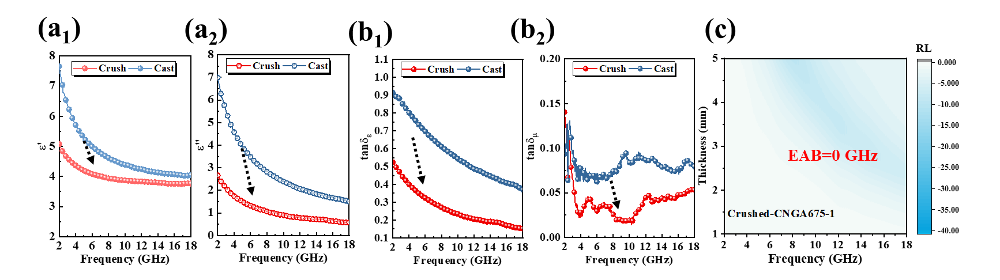 (a1)
8
7
6
5
4
3
2
ε'
Crush
Cast
2 4 6 8 10 12 14 16 18
Frequency (GHz)
(a2)
8
7
6
5
4
3
2
1
0
ε''
Crush
Cast
2 4 6 8 10 12 14 16 18
Frequency (GHz)
(b1)
1.1
1.0
0.9
0.8
0.7
0.6
0.5
0.4
0.3
0.2
0.1
tanδε
Crush
Cast
2 4 6 8 10 12 14 16 18
Frequency (GHz)
(b2)
0.20
0.15
0.10
0.05
0.00
tanδμ
Crush
Cast
2 4 6 8 10 12 14 16 18
Frequency (GHz)
(c)
5
4
3
2
1
Thickness (mm)
EAB=0 GHz
Crushed-CNGA675-1
2 4 6 8 10 12 14 16 18
Frequency (GHz)
RL
0.000
-5.000
-10.00
-15.00
-20.00
-25.00
-30.00
-35.00
-40.00